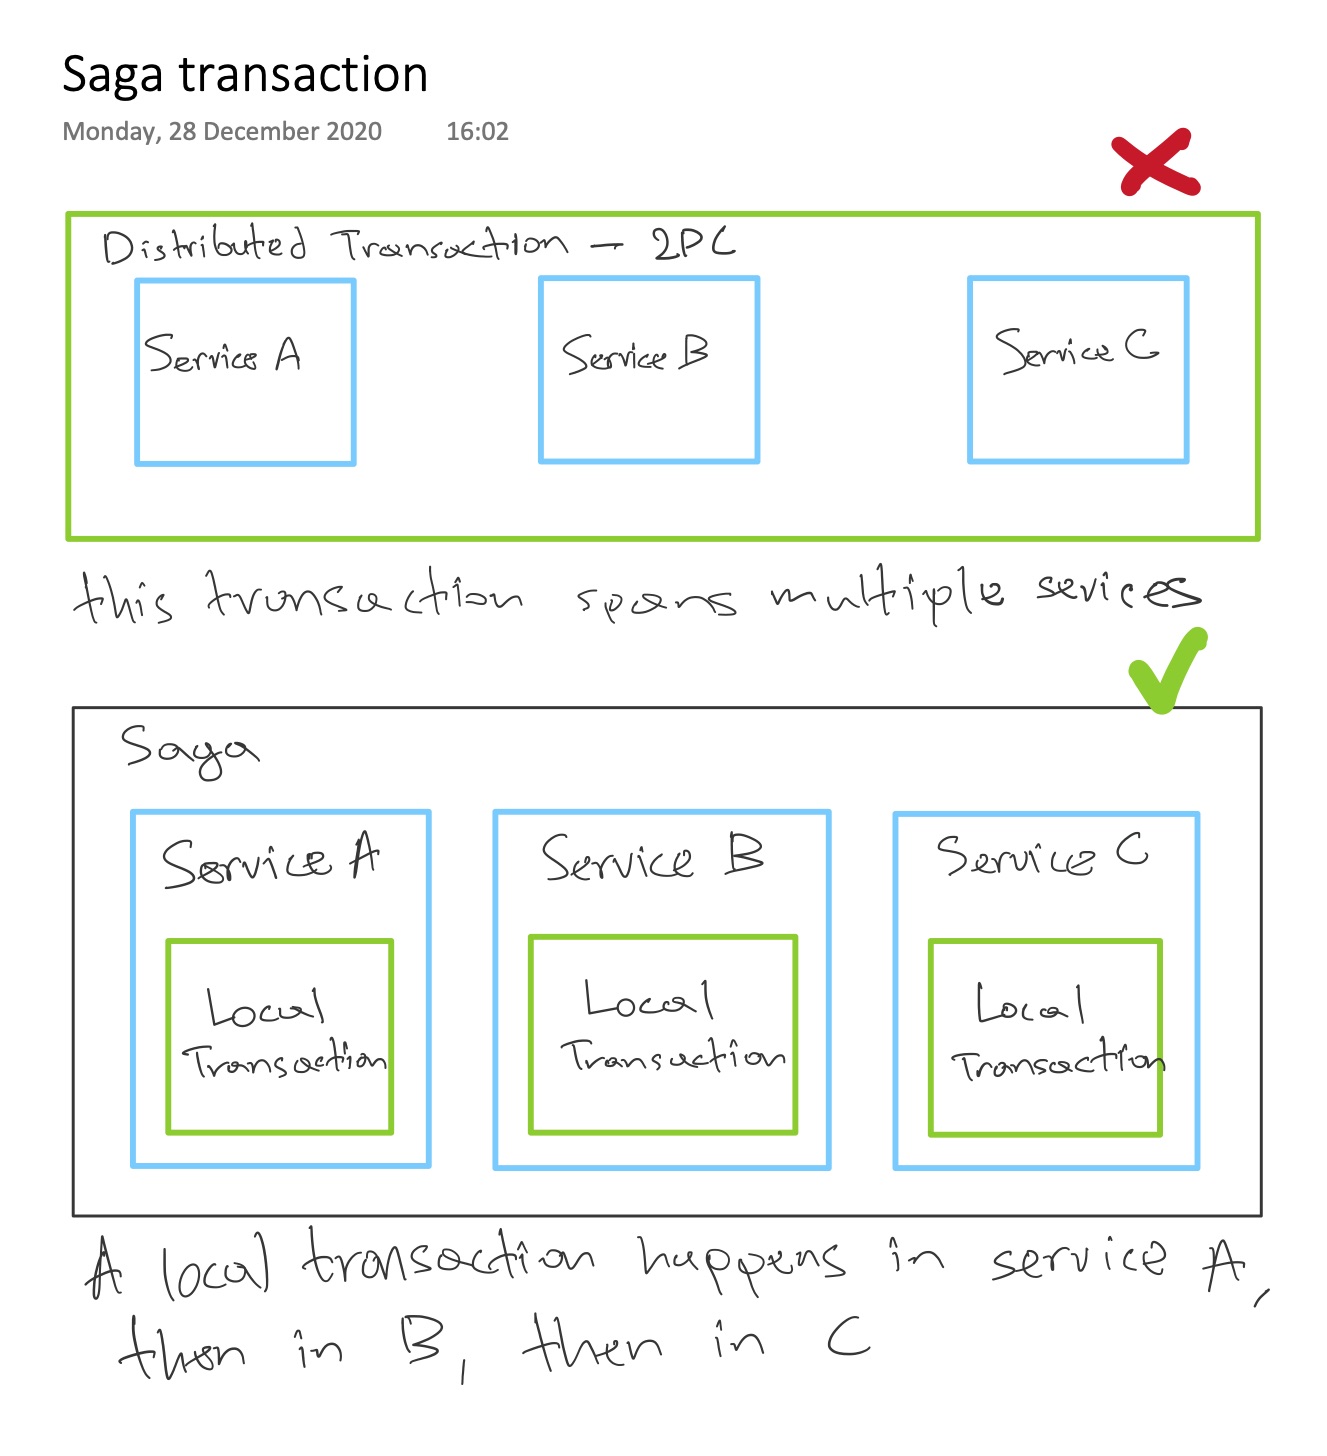 Saga transaction
Monday, 28 December 2020 16:02
Distributed Transaction – 2PC
Service A
Service B
Service C
this transaction spans multiple sevices
Saga
Service A
Service B
Service C
Local
Transaction
Local
Transaction
Local
Transaction
A local transaction happens in service A,
then in B, then in C